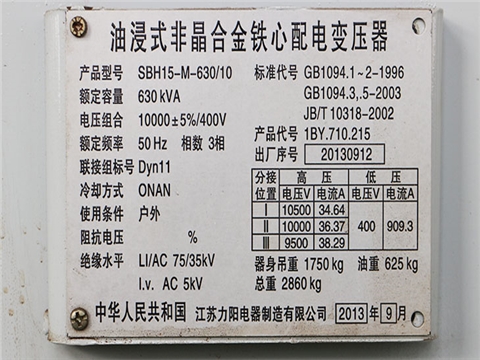 油浸式非晶合金铁心配电变压器
产品型号 SBH15-M-630/10 标准代号 GB1094.1~2-1996
额定容量 630 kVA GB1094.3,.5-2003
电压组合 10000±5%/400V JB/T 10318-2002
额定频率 50 Hz 相数 3相 产品代号 1BY.710.215
联接组标号 Dyn11 出厂序号 20130912
冷却方式 ONAN
使用条件 户外
阻抗电压 %
绝缘水平 LI/AC 75/35kV
l.v. AC 5kV
分接位置 高压 低压
电压V 电流A 电压V 电流A
Ⅰ 10500 34.64
Ⅱ 10000 36.37 400 909.3
Ⅲ 9500 38.29
器身吊重 1750 kg 油重 625 kg
总重 2860 kg
中华人民共和国 江苏力阳电器制造有限公司 2013 年 9 月